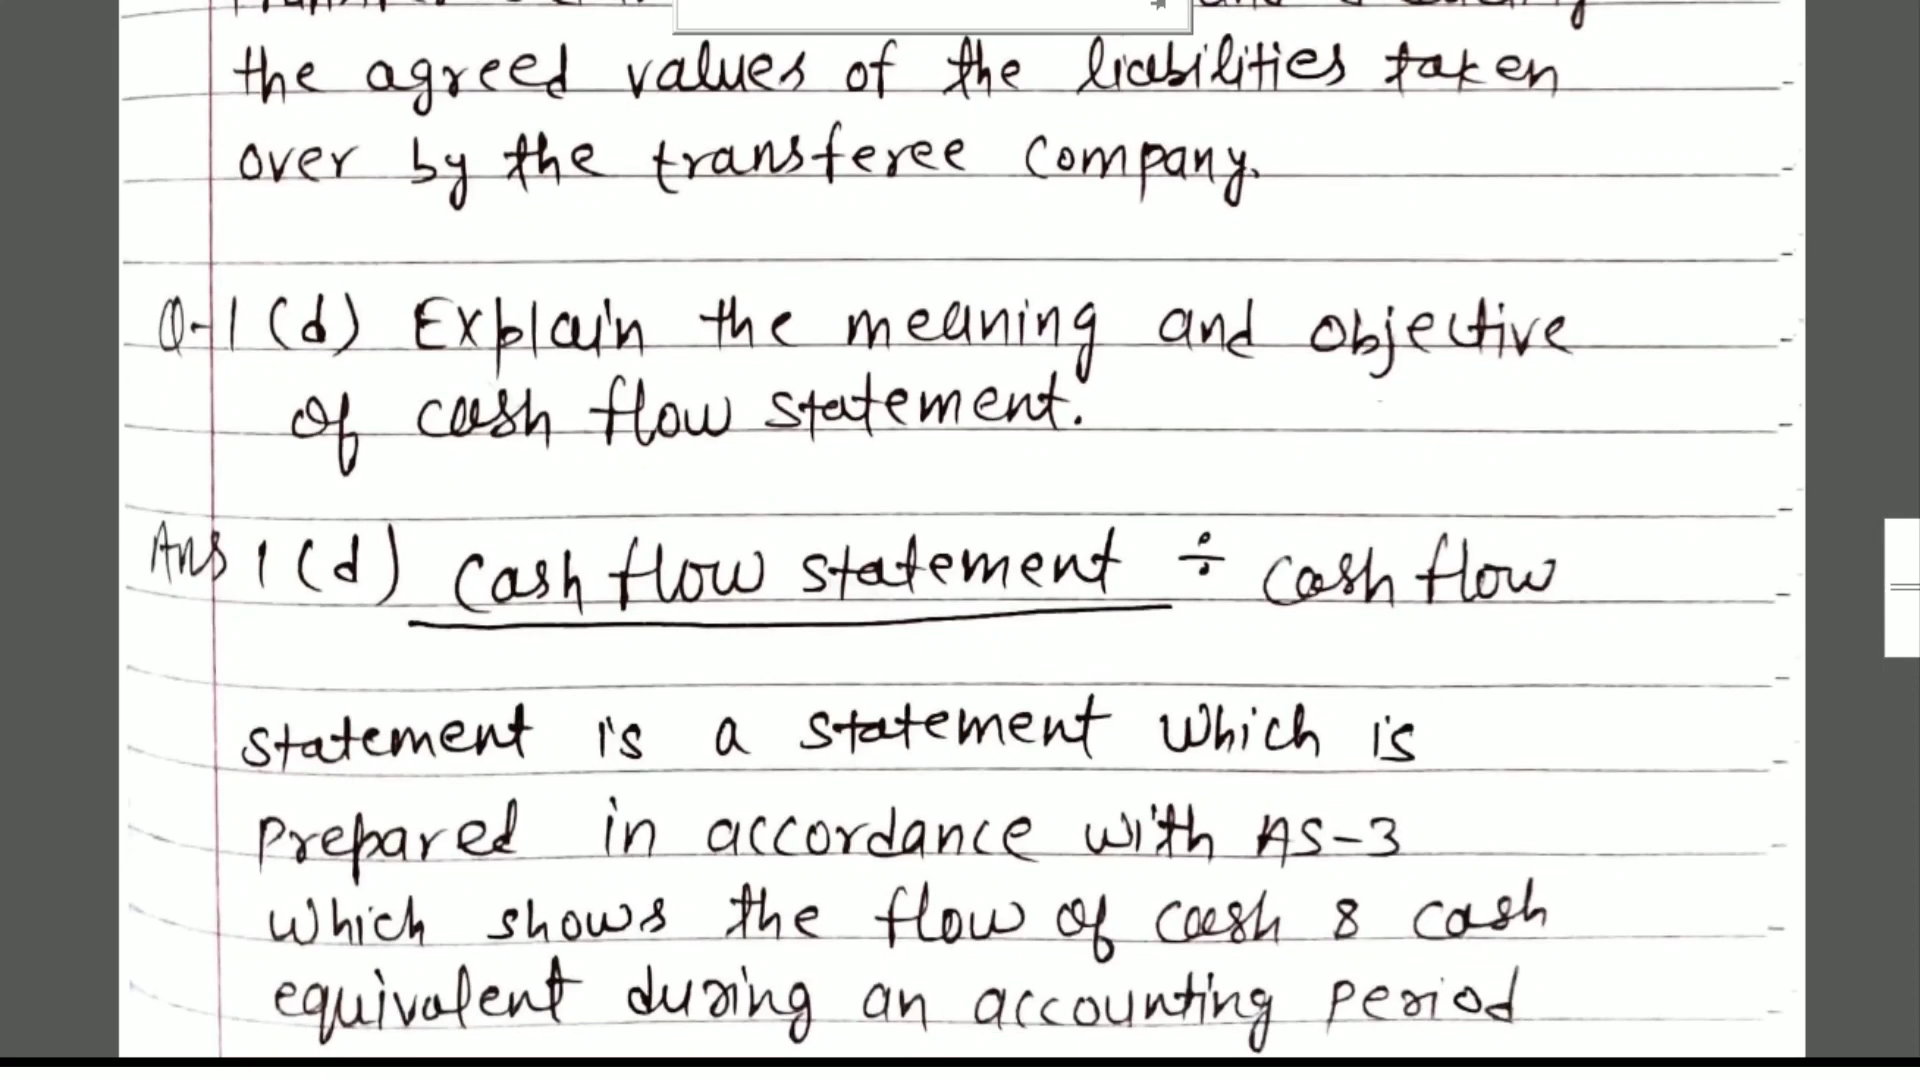 the agreed values of the liabilities taken
over by the transferee company.
Q-1 (d) Explain the meaning and objective
of cash flow statement.
Ans 1 (d) Cash flow statement ÷ cash flow
statement is a statement which is
prepared in accordance with AS-3
which shows the flow of cash & cash
equivalent during an accounting period